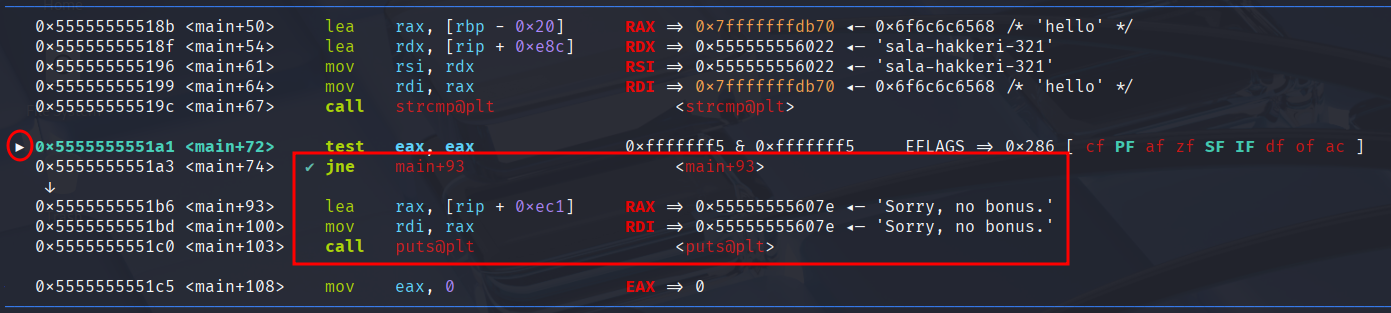 0×55555555518b <main+50> lea rax, [rbp - 0×20] RAX ⇒ 0×7fffffffdb70 ◂— 0×6f6c6c6568 /* 'hello' */
0×55555555518f <main+54> lea rdx, [rip + 0×e8c] RDX ⇒ 0×555555556022 ◂— 'sala-hakkeri-321'
0×555555555196 <main+61> mov rsi, rdx RSI ⇒ 0×555555556022 ◂— 'sala-hakkeri-321'
0×555555555199 <main+64> mov rdi, rax RDI ⇒ 0×7fffffffdb70 ◂— 0×6f6c6c6568 /* 'hello' */
0×55555555519c <main+67> call strcmp@plt <strcmp@plt>
► 0×5555555551a1 <main+72> test eax, eax 0×fffffff5 & 0×fffffff5 EFLAGS ⇒ 0×286 [ cf PF af zf SF IF df of ac ]
0×5555555551a3 <main+74> ✔ jne main+93 <main+93>
↓
0×5555555551b6 <main+93> lea rax, [rip + 0×ec1] RAX ⇒ 0×55555555607e ◂— 'Sorry, no bonus.'
0×5555555551bd <main+100> mov rdi, rax RDI ⇒ 0×55555555607e ◂— 'Sorry, no bonus.'
0×5555555551c0 <main+103> call puts@plt <puts@plt>
0×5555555551c5 <main+108> mov eax, 0 EAX ⇒ 0